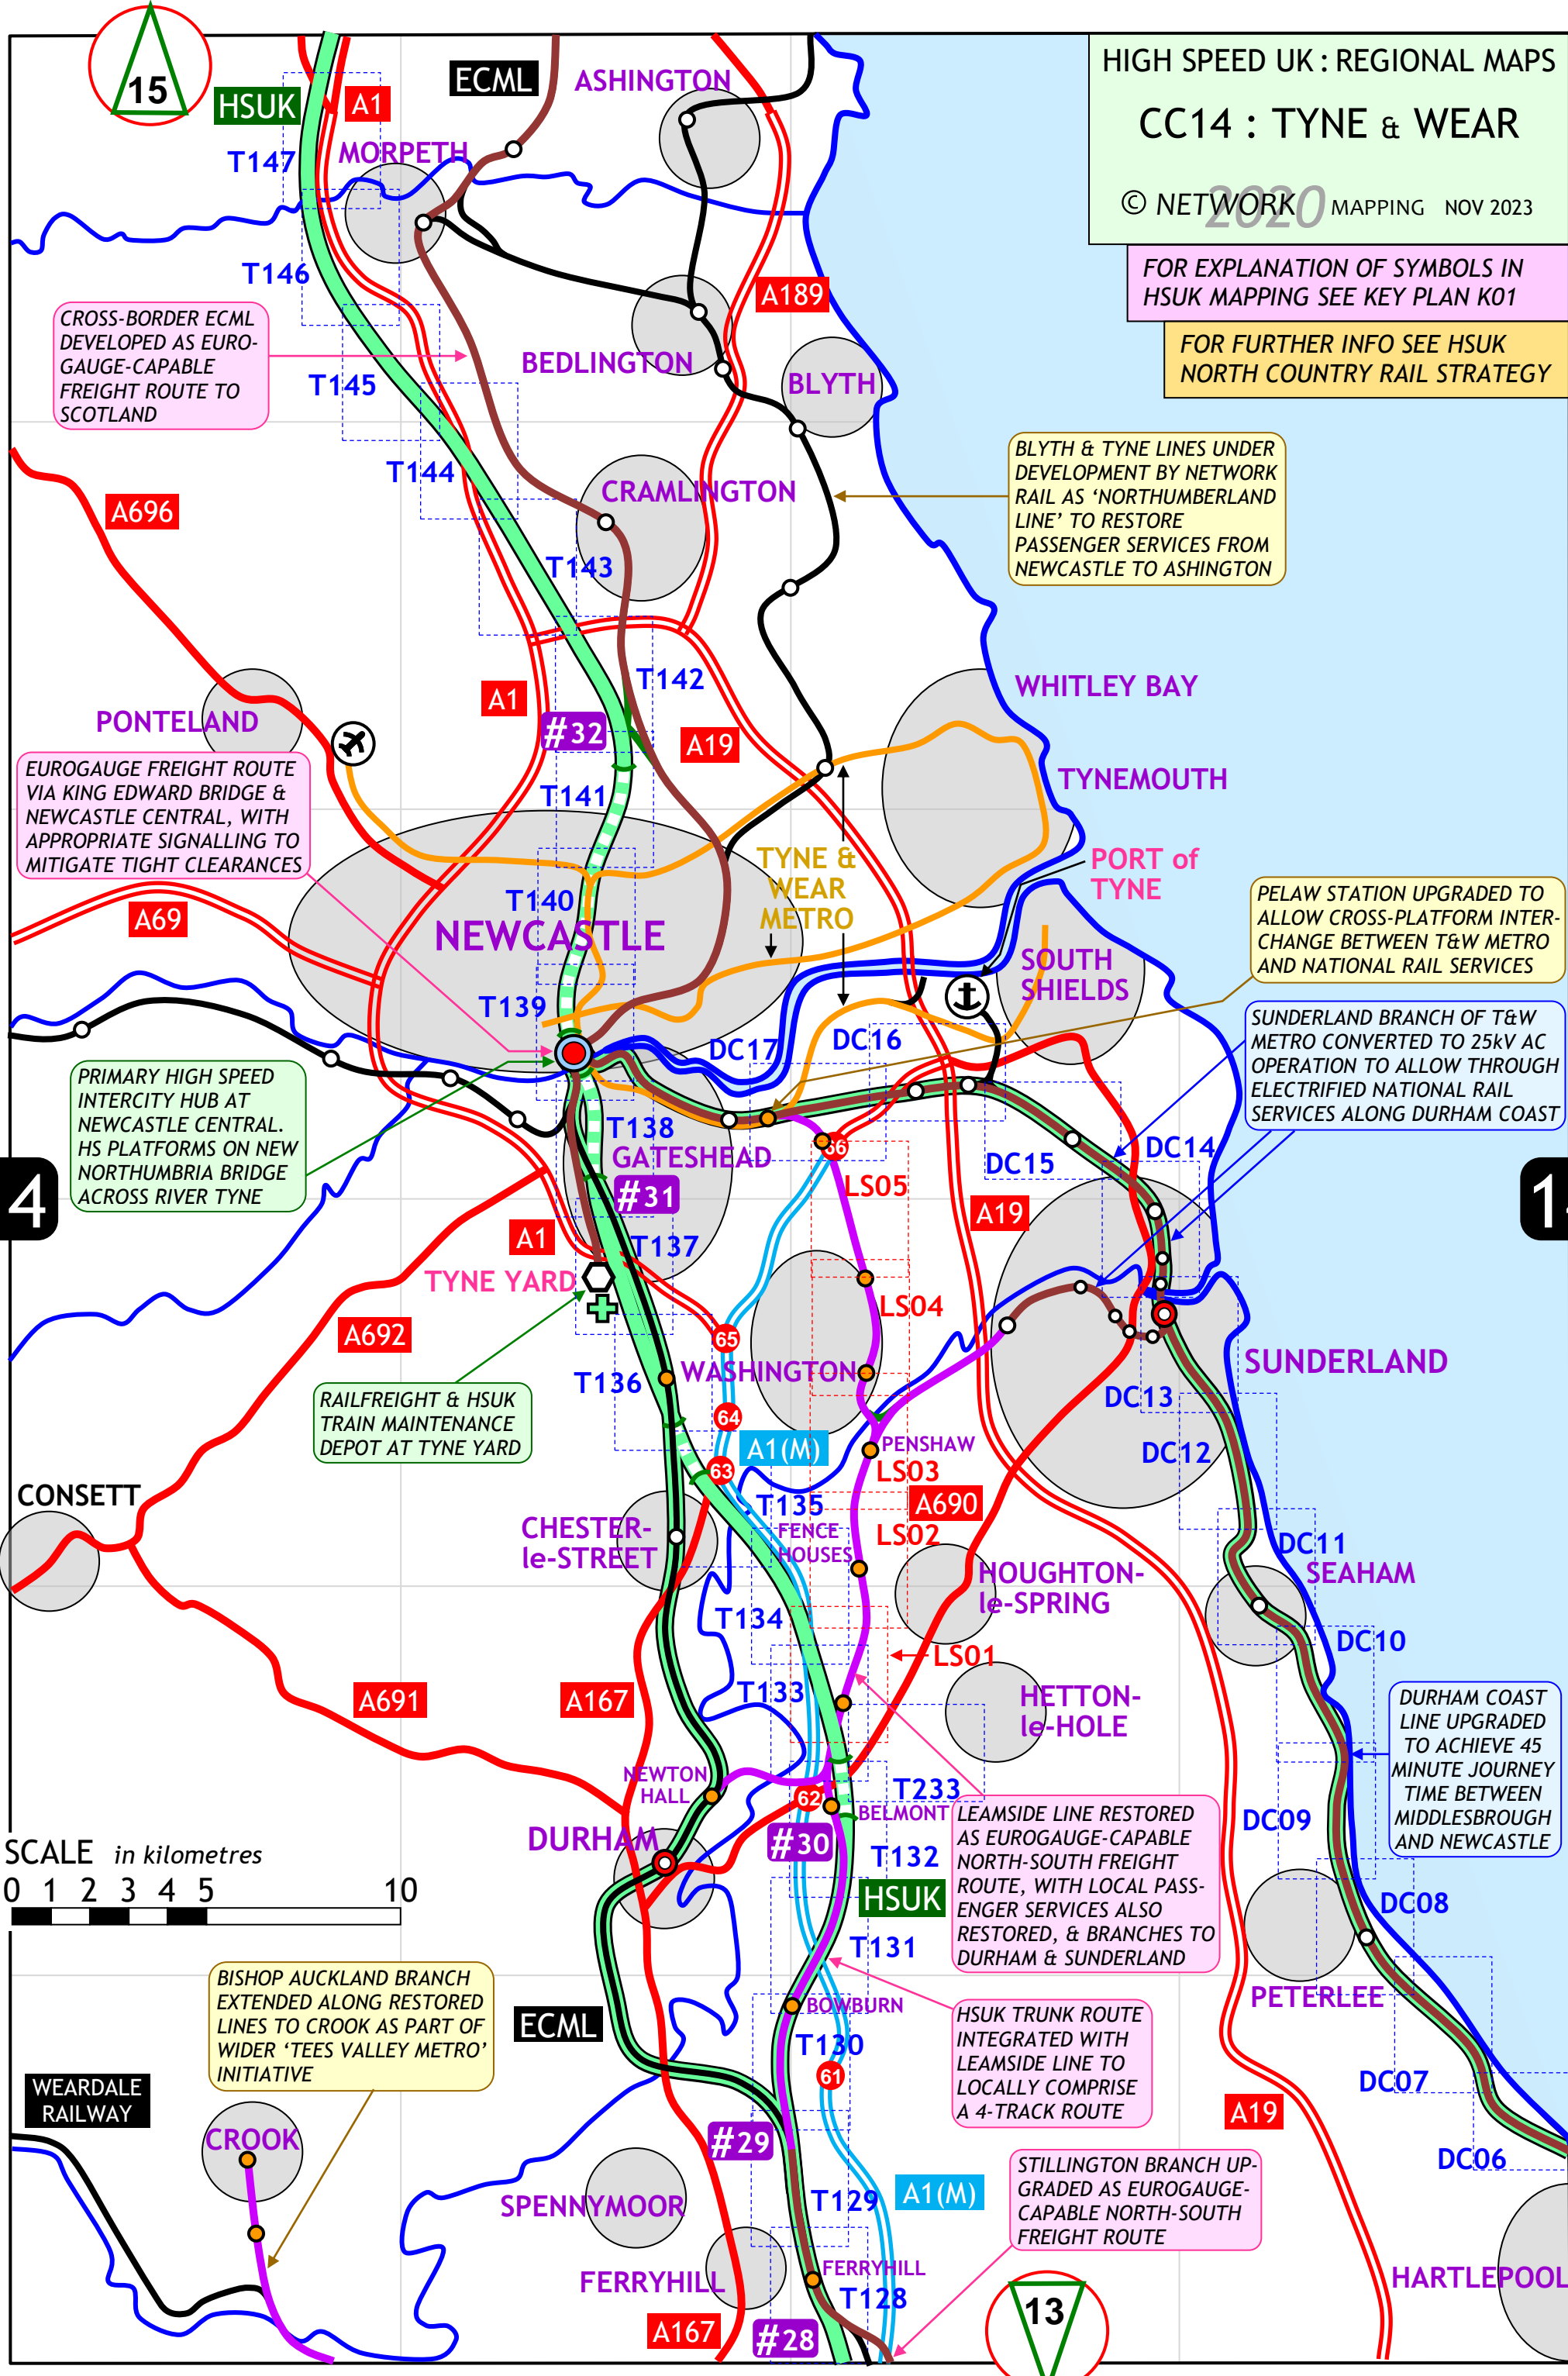 15
HSUK
A1
ECML
ASHINGTON
HIGH SPEED UK : REGIONAL MAPS
CC14 : TYNE & WEAR
© NETWORK 2020 MAPPING NOV 2023
FOR EXPLANATION OF SYMBOLS IN
HSUK MAPPING SEE KEY PLAN K01
FOR FURTHER INFO SEE HSUK
NORTH COUNTRY RAIL STRATEGY
T147
MORPETH
T146
A189
CROSS-BORDER ECML
DEVELOPED AS EURO-
GAUGE-CAPABLE
FREIGHT ROUTE TO
SCOTLAND
T145
BEDLINGTON
BLYTH
T144
CRAMLINGTON
BLYTH & TYNE LINES UNDER
DEVELOPMENT BY NETWORK
RAIL AS ‘NORTHUMBERLAND
LINE’ TO RESTORE
PASSENGER SERVICES FROM
NEWCASTLE TO ASHINGTON
A696
T143
T142
A1
#32
A19
WHITLEY BAY
PONTELAND
TYNEMOUTH
EUROGAUGE FREIGHT ROUTE
VIA KING EDWARD BRIDGE &
NEWCASTLE CENTRAL, WITH
APPROPRIATE SIGNALLING TO
MITIGATE TIGHT CLEARANCES
T141
TYNE &
WEAR
METRO
PORT of
TYNE
A69
T140
NEWCASTLE
PELAW STATION UPGRADED TO
ALLOW CROSS-PLATFORM INTER-
CHANGE BETWEEN T&W METRO
AND NATIONAL RAIL SERVICES
SOUTH
SHIELDS
T139
DC17
DC16
SUNDERLAND BRANCH OF T&W
METRO CONVERTED TO 25kV AC
OPERATION TO ALLOW THROUGH
ELECTRIFIED NATIONAL RAIL
SERVICES ALONG DURHAM COAST
PRIMARY HIGH SPEED
INTERCITY HUB AT
NEWCASTLE CENTRAL.
HS PLATFORMS ON NEW
NORTHUMBRIA BRIDGE
ACROSS RIVER TYNE
T138
GATESHEAD
#31
66
LS05
DC15
DC14
4
A19
A1
T137
TYNE YARD
LS04
A692
65
WASHINGTON
SUNDERLAND
T136
DC13
RAILFREIGHT & HSUK
TRAIN MAINTENANCE
DEPOT AT TYNE YARD
64
A1(M)
PENSHAW
DC12
63
LS03
CONSETT
T135
A690
CHESTER-
le-STREET
FENCE
HOUSES
LS02
DC11
SEAHAM
HOUGHTON-
le-SPRING
T134
LS01
DC10
A691
A167
T133
HETTON-
le-HOLE
DURHAM COAST
LINE UPGRADED
TO ACHIEVE 45
MINUTE JOURNEY
TIME BETWEEN
MIDDLESBROUGH
AND NEWCASTLE
NEWTON
HALL
62
T233
BELMONT
DC09
DURHAM
#30
T132
HSUK
LEAMSIDE LINE RESTORED
AS EUROGAUGE-CAPABLE
NORTH-SOUTH FREIGHT
ROUTE, WITH LOCAL PASS-
ENGER SERVICES ALSO
RESTORED, & BRANCHES TO
DURHAM & SUNDERLAND
SCALE in kilometres
0 1 2 3 4 5 10
DC08
T131
PETERLEE
BISHOP AUCKLAND BRANCH
EXTENDED ALONG RESTORED
LINES TO CROOK AS PART OF
WIDER ‘TEES VALLEY METRO’
INITIATIVE
ECML
BOWBURN
T130
HSUK TRUNK ROUTE
INTEGRATED WITH
LEAMSIDE LINE TO
LOCALLY COMPRISE
A 4-TRACK ROUTE
61
DC07
WEARDALE
RAILWAY
CROOK
#29
A19
DC06
SPENNYMOOR
T129
A1(M)
STILLINGTON BRANCH UP-
GRADED AS EUROGAUGE-
CAPABLE NORTH-SOUTH
FREIGHT ROUTE
FERRYHILL
FERRYHILL
T128
HARTLEPOOL
A167
#28
13